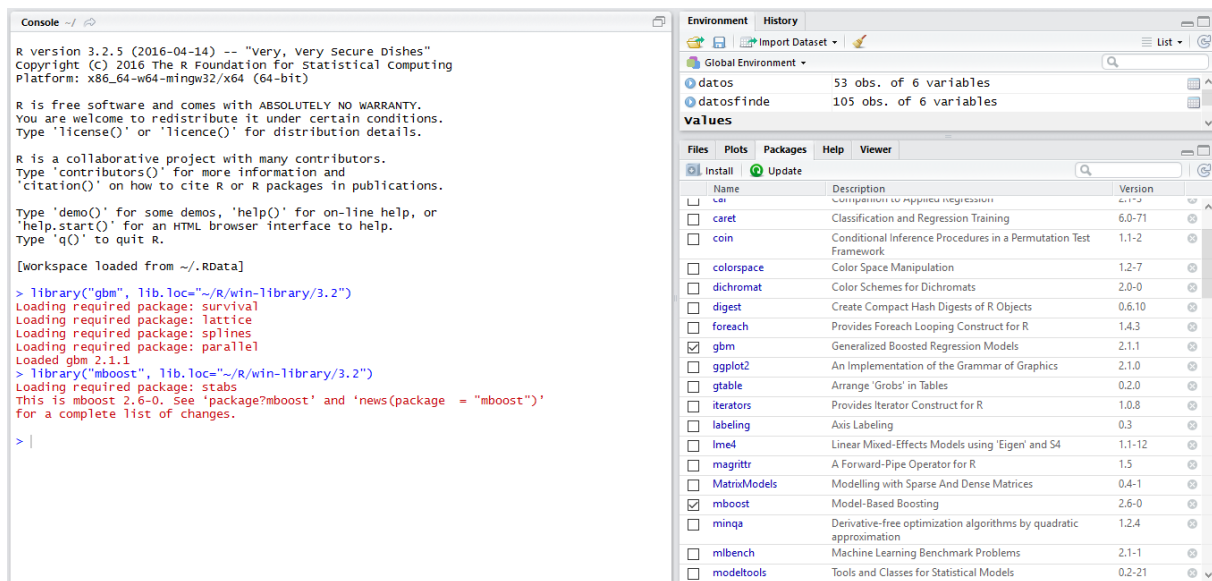 Console ~/
R version 3.2.5 (2016-04-14) -- "Very, Very Secure Dishes"
Copyright (C) 2016 The R Foundation for Statistical Computing
Platform: x86_64-w64-mingw32/x64 (64-bit)
R is free software and comes with ABSOLUTELY NO WARRANTY.
You are welcome to redistribute it under certain conditions.
Type 'license()' or 'licence()' for distribution details.
R is a collaborative project with many contributors.
Type 'contributors()' for more information and
'citation()' on how to cite R or R packages in publications.
Type 'demo()' for some demos, 'help()' for on-line help, or
'help.start()' for an HTML browser interface to help.
Type 'q()' to quit R.
[Workspace loaded from ~/.RData]
> library("gbm", lib.loc="~/R/win-library/3.2")
Loading required package: survival
Loading required package: lattice
Loading required package: splines
Loading required package: parallel
Loaded gbm 2.1.1
> library("mboost", lib.loc="~/R/win-library/3.2")
Loading required package: stabs
This is mboost 2.6-0. See ‘package?mboost’ and ‘news(package  = "mboost")’
for a complete list of changes.
>
Environment History
Import Dataset List
Global Environment
datos 53 obs. of 6 variables
datosfinde 105 obs. of 6 variables
Values
Files Plots Packages Help Viewer
Install Update
Name Description Version
car Companion to Applied Regression 2.1-3
caret Classification and Regression Training 6.0-71
coin Conditional Inference Procedures in a Permutation Test
Framework 1.1-2
colorspace Color Space Manipulation 1.2-7
dichromat Color Schemes for Dichromats 2.0-0
digest Create Compact Hash Digests of R Objects 0.6.10
foreach Provides Foreach Looping Construct for R 1.4.3
gbm Generalized Boosted Regression Models 2.1.1
ggplot2 An Implementation of the Grammar of Graphics 2.1.0
gtable Arrange 'Grobs' in Tables 0.2.0
iterators Provides Iterator Construct for R 1.0.8
labeling Axis Labeling 0.3
lme4 Linear Mixed-Effects Models using 'Eigen' and S4 1.1-12
magrittr A Forward-Pipe Operator for R 1.5
MatrixModels Modelling with Sparse And Dense Matrices 0.4-1
mboost Model-Based Boosting 2.6-0
minqa Derivative-free optimization algorithms by quadratic
approximation 1.2.4
mlbench Machine Learning Benchmark Problems 2.1-1
modeltools Tools and Classes for Statistical Models 0.2-21